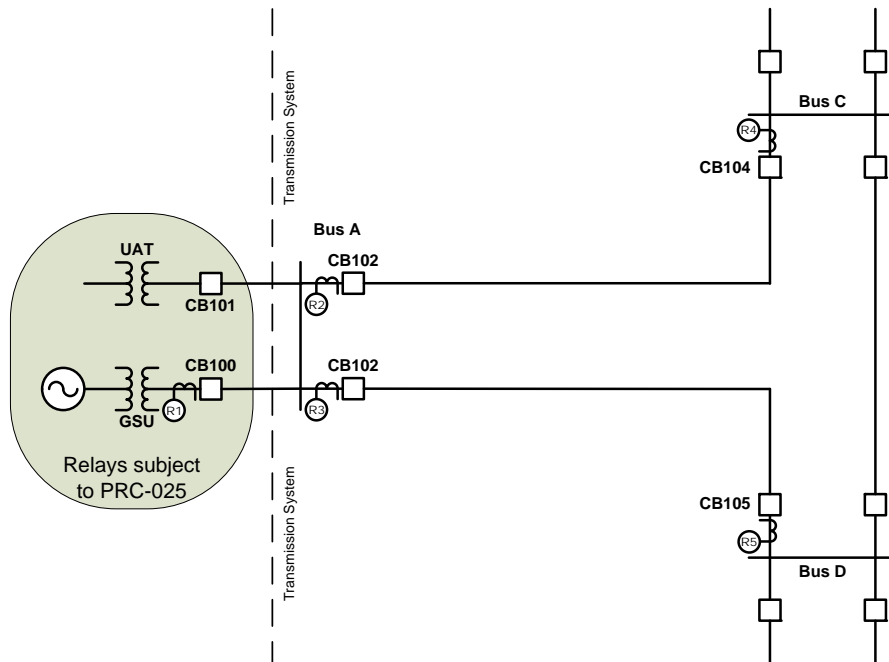 Bus C
R4
CB104
Transmission System
Bus A
UAT
CB102
CB101
R2
CB100
CB102
R1
R3
GSU
Relays subject
to PRC-025
Transmission System
CB105
R5
Bus D